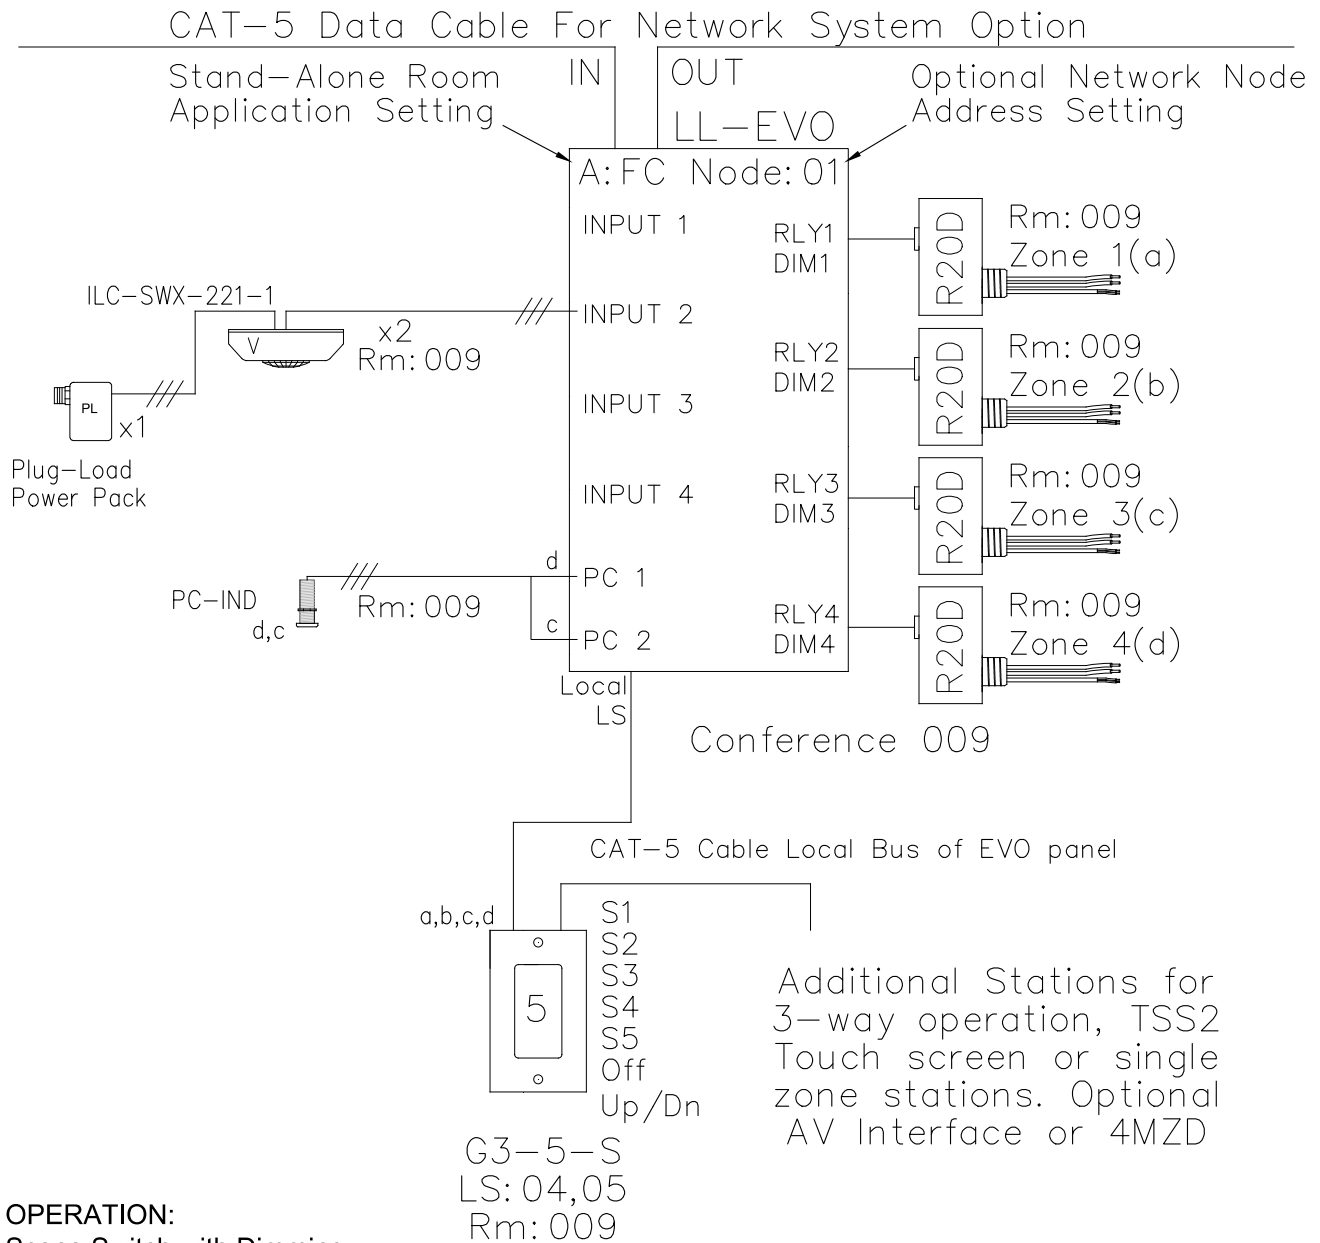 CAT-5 Data Cable For Network System Option
Stand-Alone Room
Application Setting
IN
OUT
Optional Network Node
Address Setting
LL-EVO
A:FC Node:01
INPUT 1
INPUT 2
INPUT 3
INPUT 4
d PC 1
c PC 2
RLY1
DIM1
RLY2
DIM2
RLY3
DIM3
RLY4
DIM4
R20D
Rm:009
Zone 1(a)
R20D
Rm:009
Zone 2(b)
R20D
Rm:009
Zone 3(c)
R20D
Rm:009
Zone 4(d)
ILC-SWX-221-1
V
x2
Rm:009
PL
x1
Plug-Load
Power Pack
PC-IND
d,c
Rm:009
Local
LS
Conference 009
CAT-5 Cable Local Bus of EVO panel
a,b,c,d
5
S1
S2
S3
S4
S5
Off
Up/Dn
G3-5-S
LS:04,05
Rm:009
Additional Stations for
3-way operation, TSS2
Touch screen or single
zone stations. Optional
AV Interface or 4MZD
OPERATION:
Scene Switch with Dimming